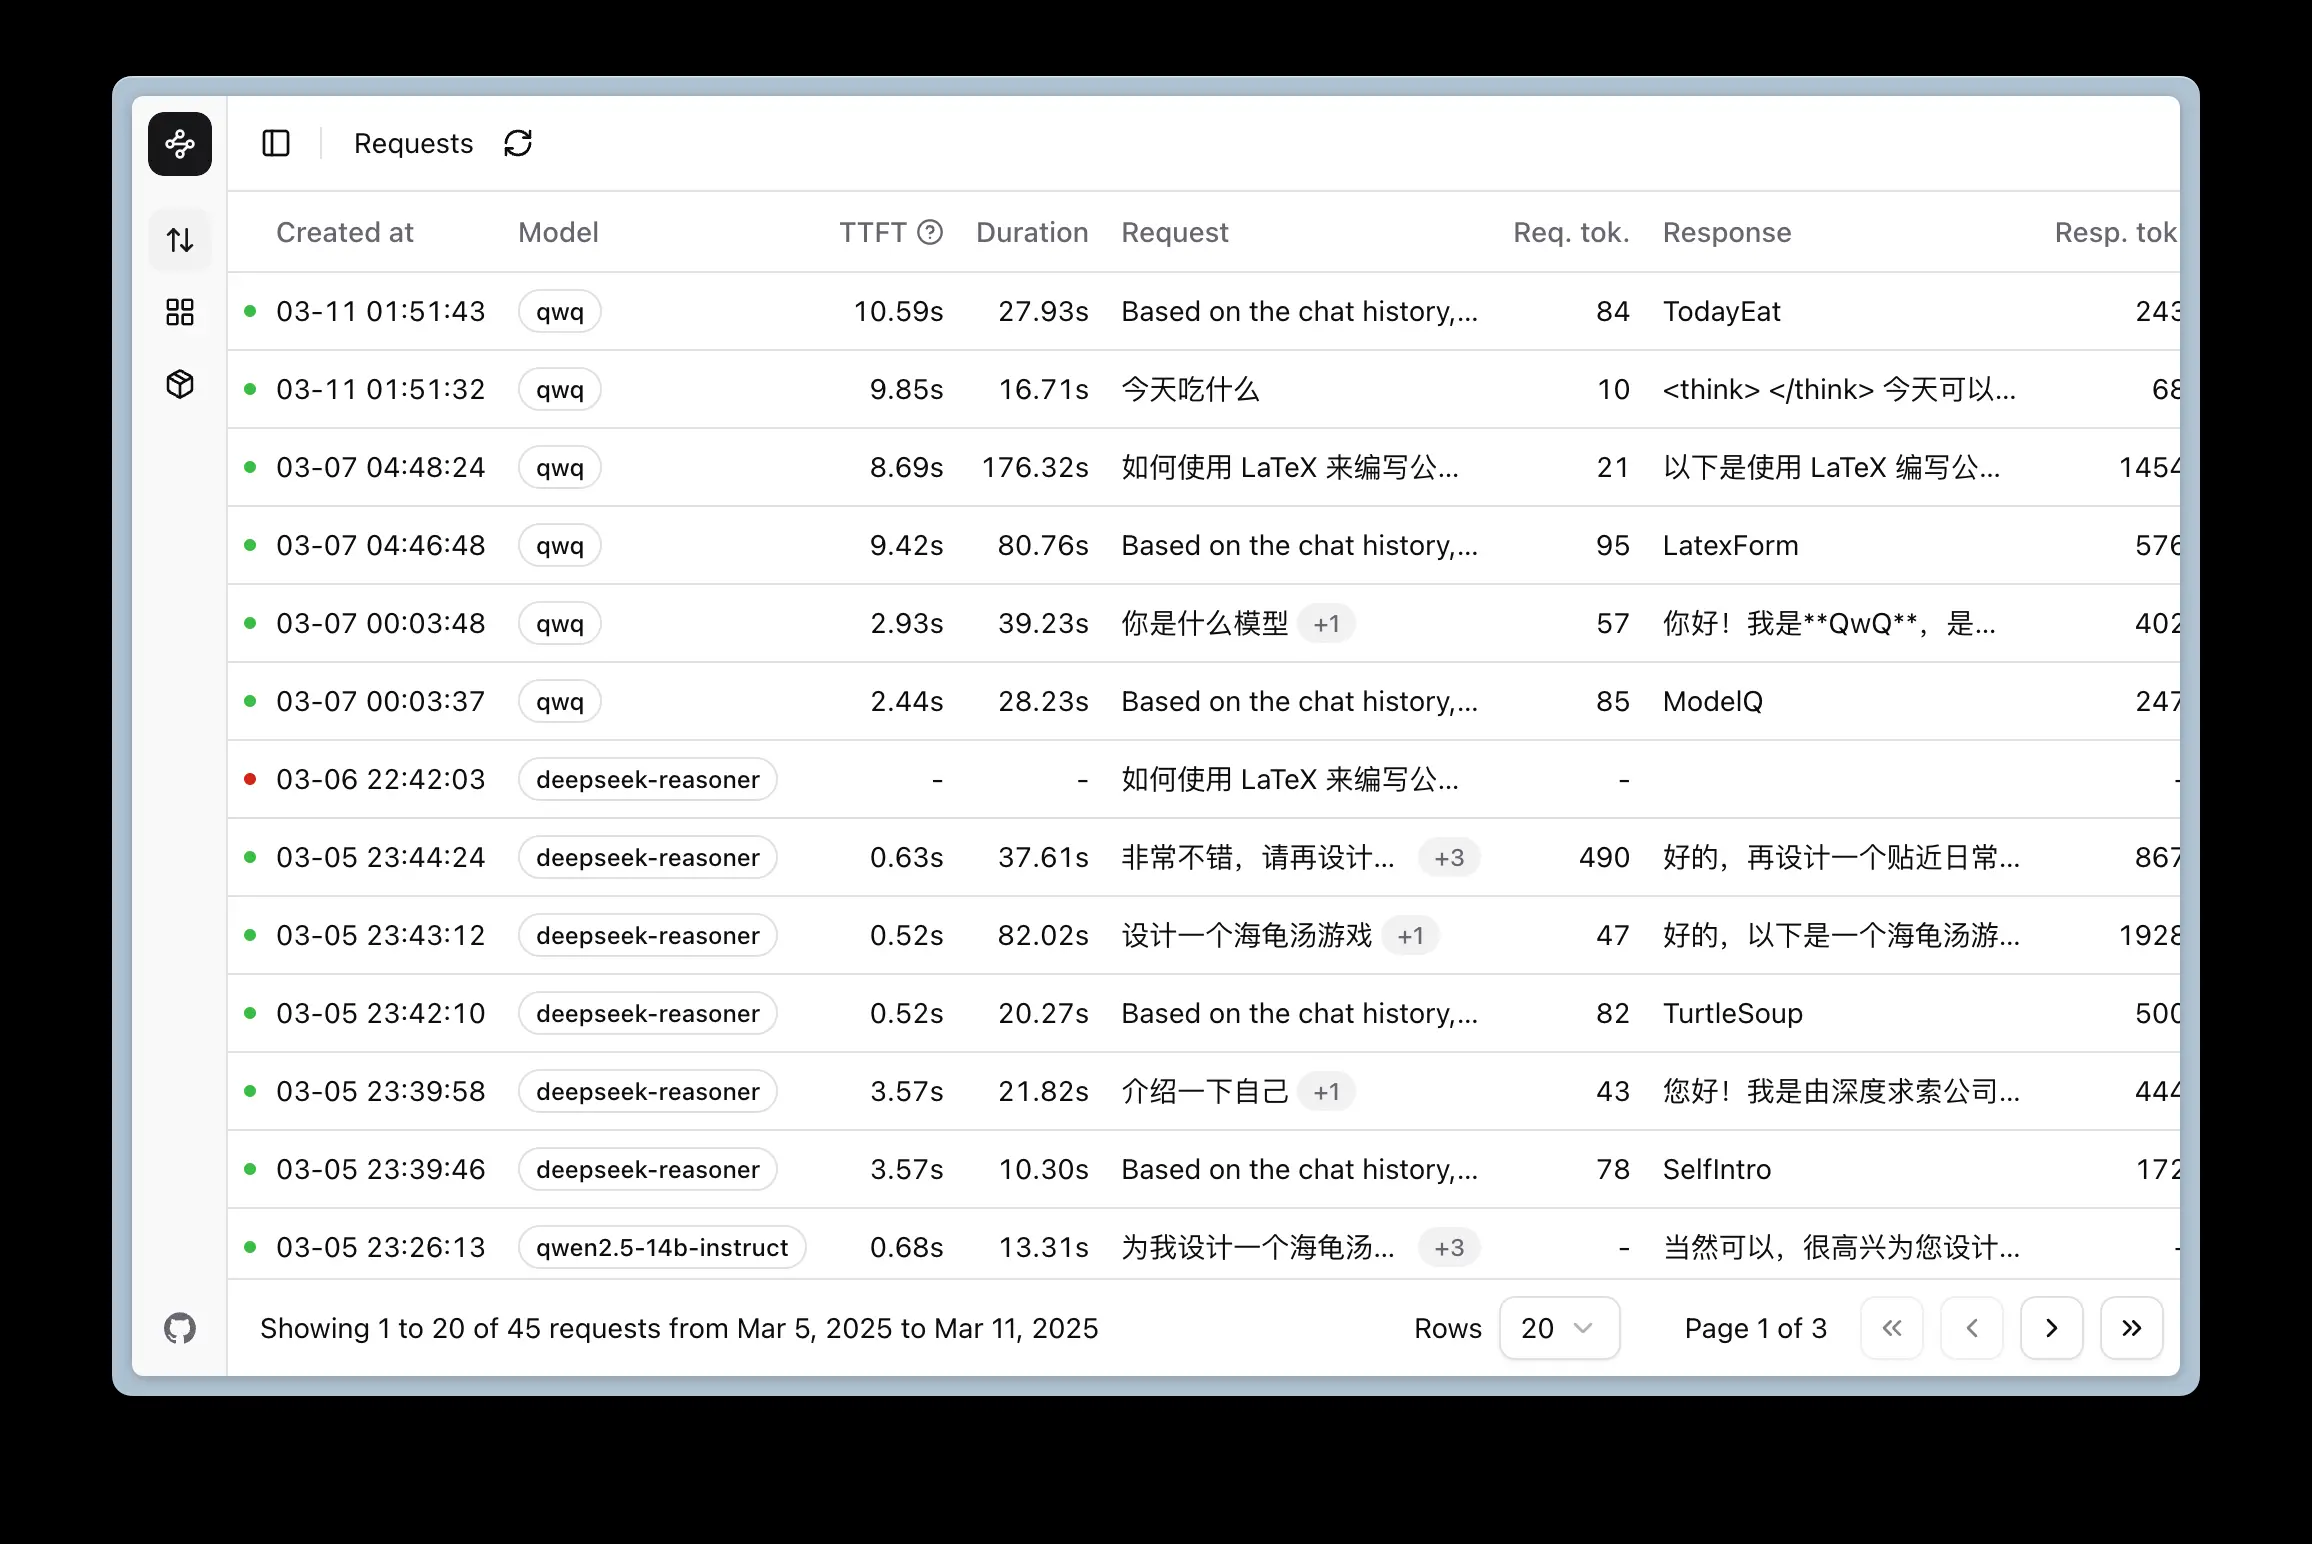 Requests
Created at Model TTFT Duration Request Req. tok. Response Resp. tok
03-11 01:51:43 qwq 10.59s 27.93s Based on the chat history,... 84 TodayEat 243
03-11 01:51:32 qwq 9.85s 16.71s 今天吃什么 10 <think> </think> 今天可以... 68
03-07 04:48:24 qwq 8.69s 176.32s 如何使用 LaTeX 来编写公... 21 以下是使用 LaTeX 编写公... 1454
03-07 04:46:48 qwq 9.42s 80.76s Based on the chat history,... 95 LatexForm 576
03-07 00:03:48 qwq 2.93s 39.23s 你是什么模型 +1 57 你好！我是**QwQ**，是... 402
03-07 00:03:37 qwq 2.44s 28.23s Based on the chat history,... 85 ModelQ 247
03-06 22:42:03 deepseek-reasoner - - 如何使用 LaTeX 来编写公... - -
03-05 23:44:24 deepseek-reasoner 0.63s 37.61s 非常不错，请再设计... +3 490 好的，再设计一个贴近日常... 867
03-05 23:43:12 deepseek-reasoner 0.52s 82.02s 设计一个海龟汤游戏 +1 47 好的，以下是一个海龟汤游... 1928
03-05 23:42:10 deepseek-reasoner 0.52s 20.27s Based on the chat history,... 82 TurtleSoup 500
03-05 23:39:58 deepseek-reasoner 3.57s 21.82s 介绍一下自己 +1 43 您好！我是由深度求索公司... 444
03-05 23:39:46 deepseek-reasoner 3.57s 10.30s Based on the chat history,... 78 SelfIntro 172
03-05 23:26:13 qwen2.5-14b-instruct 0.68s 13.31s 为我设计一个海龟汤... +3 - 当然可以，很高兴为您设计... -
Showing 1 to 20 of 45 requests from Mar 5, 2025 to Mar 11, 2025 Rows 20 Page 1 of 3